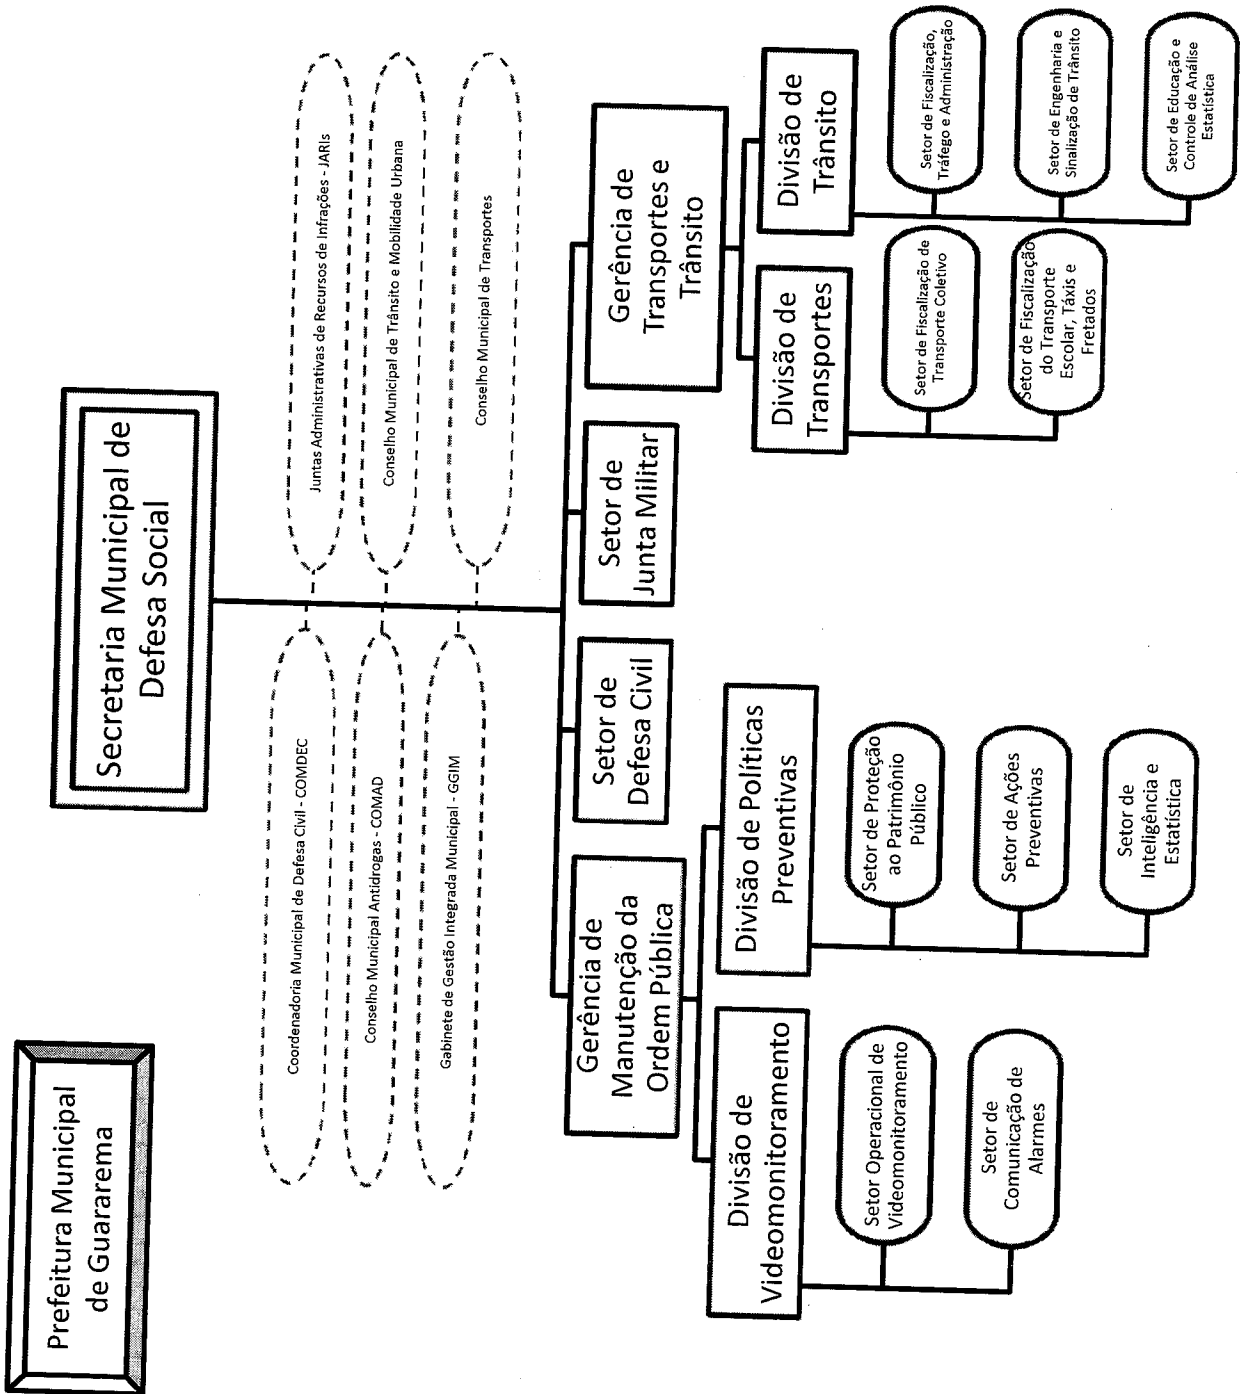 Prefeitura Municipal
de Guararema
Secretaria Municipal de
Defesa Social
Coordenadoria Municipal de Defesa Civil - COMDEC
Juntas Administrativas de Recursos de Infrações - JARIs
Conselho Municipal Antidrogas - COMAD
Conselho Municipal de Trânsito e Mobilidade Urbana
Gabinete de Gestão Integrada Municipal - GGIM
Conselho Municipal de Transportes
Gerência de
Manutenção da
Ordem Pública
Setor de
Defesa Civil
Setor de
Junta Militar
Gerência de
Transportes e
Trânsito
Divisão de
Videomonitoramento
Divisão de Políticas
Preventivas
Divisão de
Transportes
Divisão de
Trânsito
Setor Operacional de
Videomonitoramento
Setor de
Comunicação de
Alarmes
Setor de Proteção
ao Patrimônio
Público
Setor de Ações
Preventivas
Setor de
Inteligência e
Estatística
Setor de Fiscalização de
Transporte Coletivo
Setor de Fiscalização
do Transporte
Escolar, Táxis e
Fretados
Setor de Fiscalização,
Tráfego e Administração
Setor de Engenharia e
Sinalização de Trânsito
Setor de Educação e
Controle de Análise
Estatística